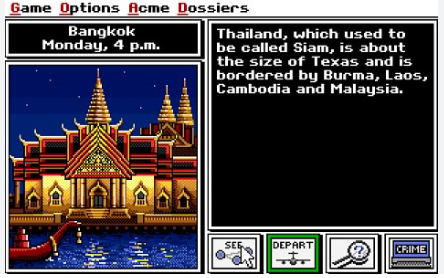 Game Options Acme Dossiers
Bangkok
Monday, 4 p.m.
Thailand, which used to
be called Siam, is about
the size of Texas and is
bordered by Burma, Laos,
Cambodia and Malaysia.
SEE
DEPART
?
CRIME